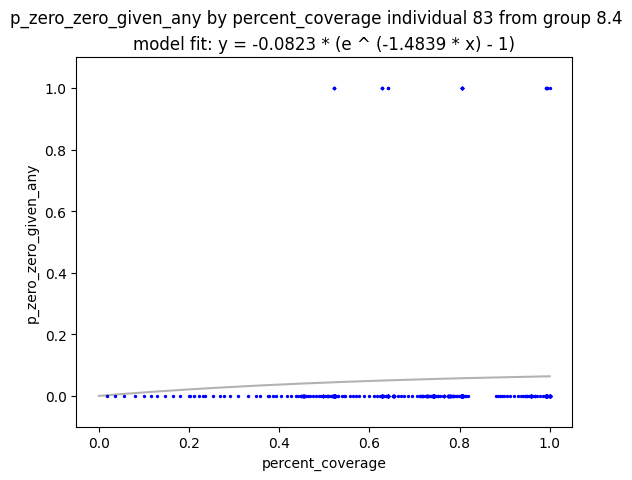 p_zero_zero_given_any by percent_coverage individual 83 from group 8.4
model fit: y = -0.0823 * (e ^ (-1.4839 * x) - 1)
1.0
0.8
0.6
0.4
0.2
0.0
p_zero_zero_given_any
0.0 0.2 0.4 0.6 0.8 1.0
percent_coverage